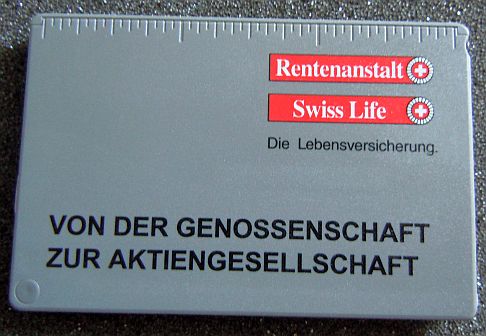 Rentenanstalt
Swiss Life
Die Lebensversicherung.
VON DER GENOSSENSCHAFT
ZUR AKTIENGESELLSCHAFT